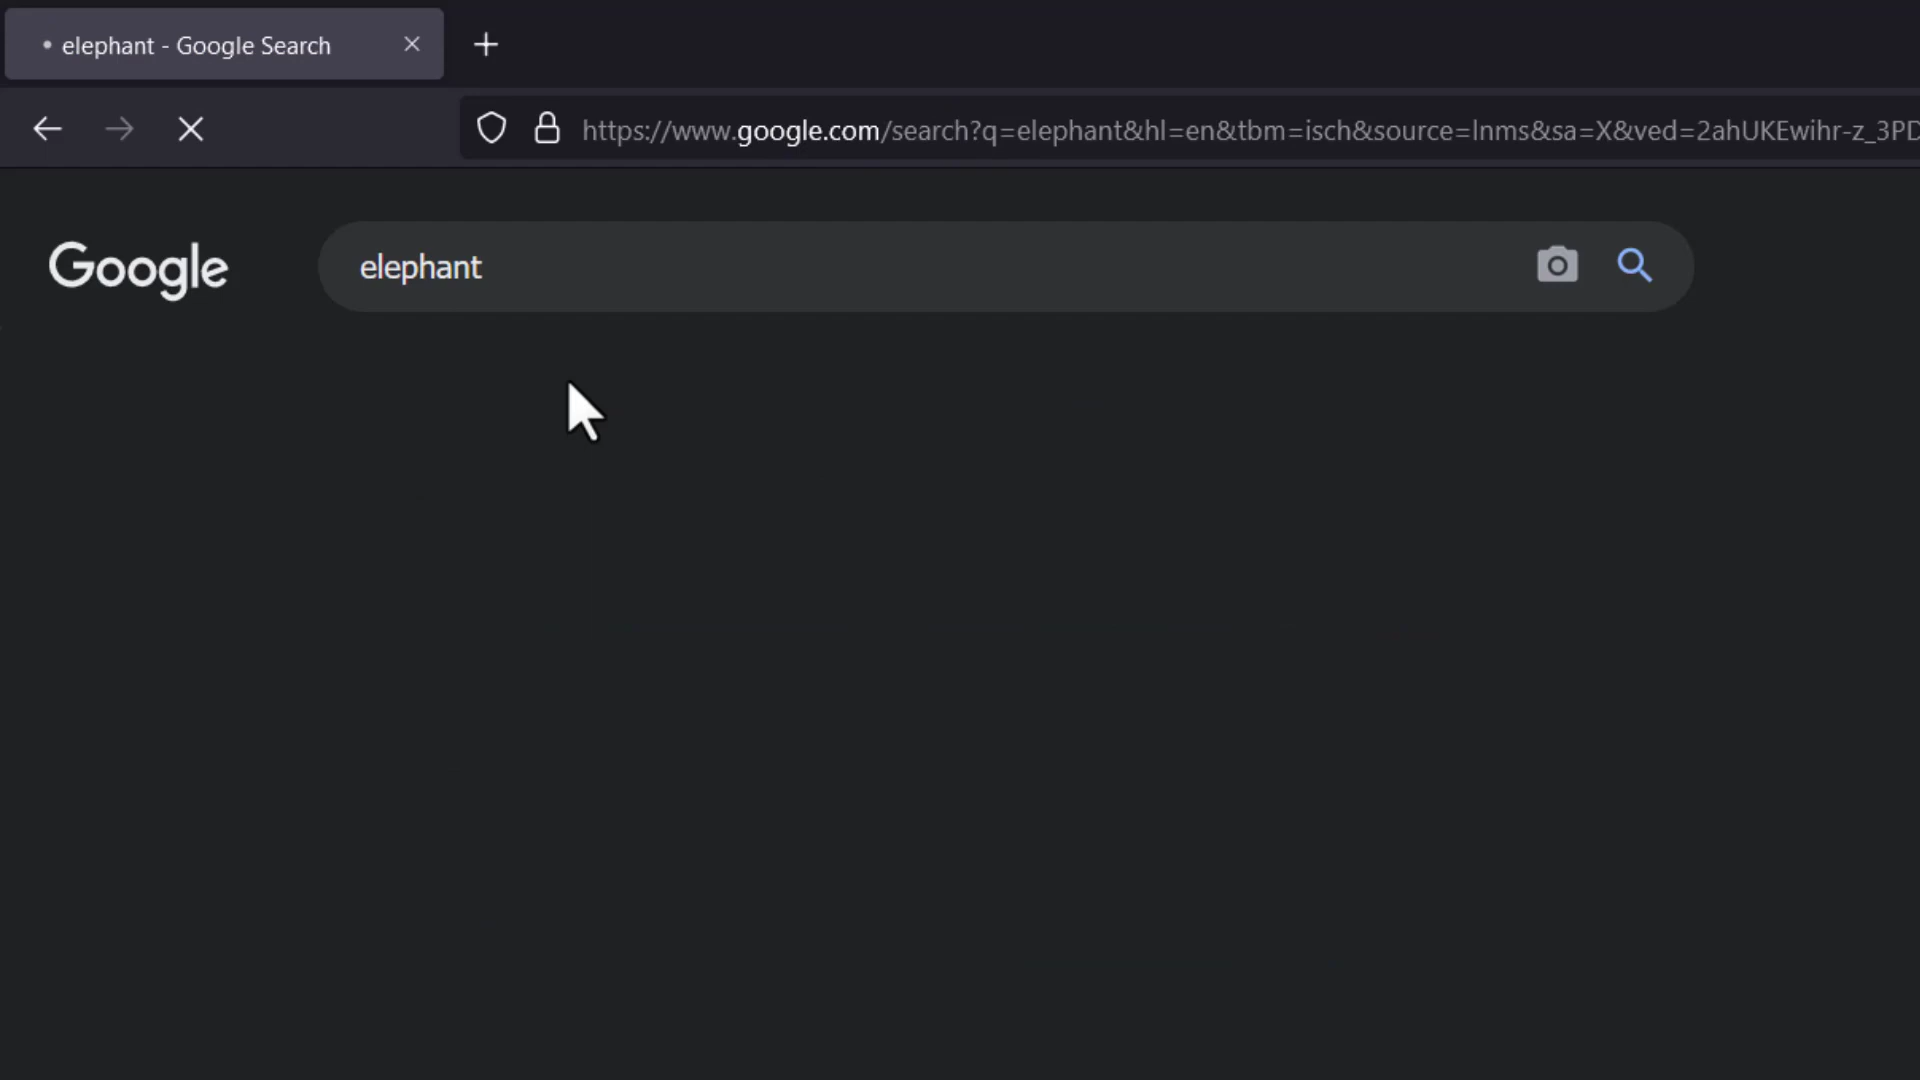 elephant - Google Search
https://www.google.com/search?q=elephant&hl=en&tbm=isch&source=lnms&sa=X&ved=2ahUKEwihr-z_3PD
Google
elephant